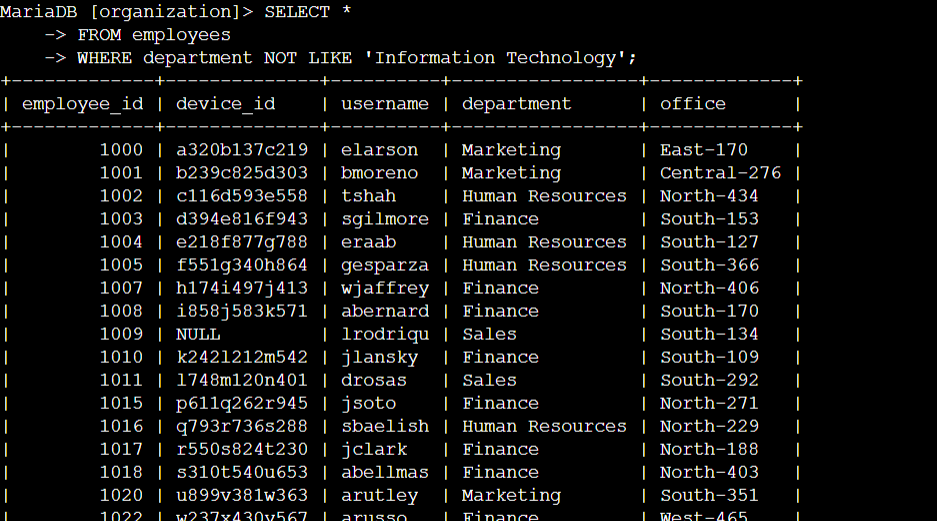 MariaDB [organization]> SELECT *
    -> FROM employees
    -> WHERE department NOT LIKE 'Information Technology';
+-------------+--------------+----------+-----------------+-------------+
| employee_id | device_id    | username | department      | office      |
+-------------+--------------+----------+-----------------+-------------+
|        1000 | a320b137c219 | elarson  | Marketing       | East-170    |
|        1001 | b239c825d303 | bmoreno  | Marketing       | Central-276 |
|        1002 | c116d593e558 | tshah    | Human Resources | North-434   |
|        1003 | d394e816f943 | sgilmore | Finance         | South-153   |
|        1004 | e218f877g788 | eraab    | Human Resources | South-127   |
|        1005 | f551g340h864 | gesparza | Human Resources | South-366   |
|        1007 | h174i497j413 | wjaffrey | Finance         | North-406   |
|        1008 | i858j583k571 | abernard | Finance         | South-170   |
|        1009 | NULL         | lrodriqu | Sales           | South-134   |
|        1010 | k242l212m542 | jlansky  | Finance         | South-109   |
|        1011 | l748m120n401 | drosas   | Sales           | South-292   |
|        1015 | p611q262r945 | jsoto    | Finance         | North-271   |
|        1016 | q793r736s288 | sbaelish | Human Resources | North-229   |
|        1017 | r550s824t230 | jclark   | Finance         | North-188   |
|        1018 | s310t540u653 | abellmas | Finance         | North-403   |
|        1020 | u899v381w363 | arutley  | Marketing       | South-351   |
|        1022 | w237x430y567 | arusso   | Finance         | West-465    |